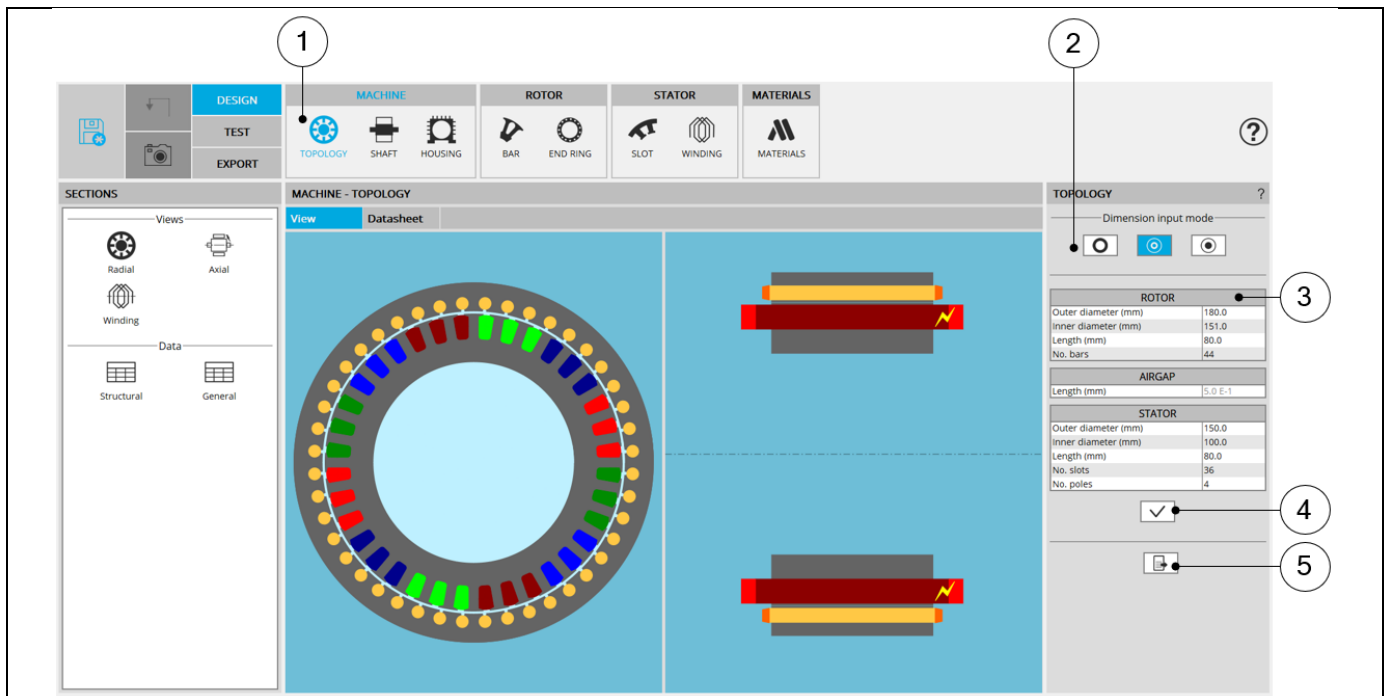 1
2
DESIGN
MACHINE
ROTOR
STATOR
MATERIALS
TEST
EXPORT
TOPOLOGY
SHAFT
HOUSING
BAR
END RING
SLOT
WINDING
MATERIALS
?
SECTIONS
MACHINE - TOPOLOGY
TOPOLOGY ?
Views
View
Datasheet
Dimension input mode
Radial
Axial
Winding
Data
Structural
General
ROTOR
3
Outer diameter (mm) 180.0
Inner diameter (mm) 151.0
Length (mm) 80.0
No. bars 44
AIRGAP
Length (mm) 5.0 E-1
STATOR
Outer diameter (mm) 150.0
Inner diameter (mm) 100.0
Length (mm) 80.0
No. slots 36
No. poles 4
4
5